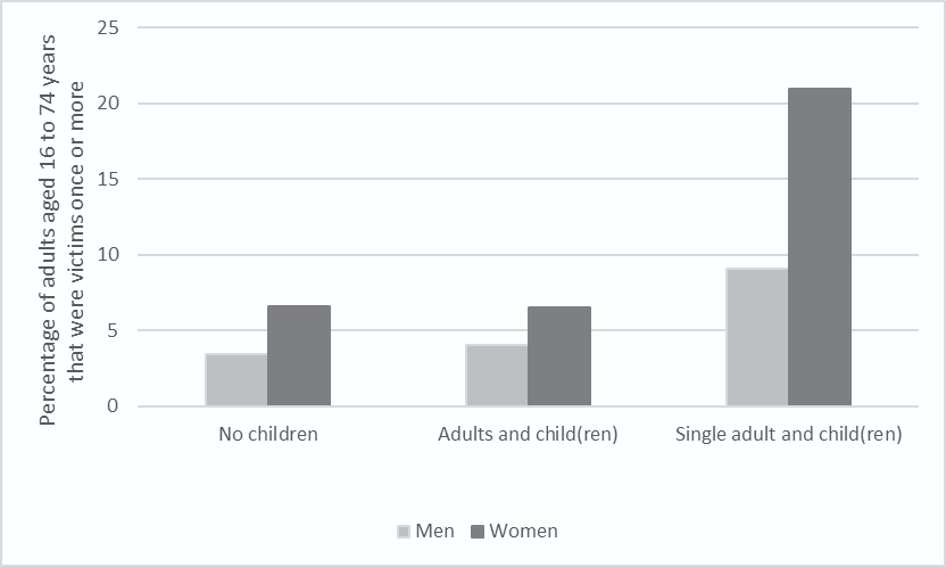 Percentage of adults aged 16 to 74 years
that were victims once or more
25
20
15
10
5
0
No children
Adults and child(ren)
Single adult and child(ren)
Men
Women